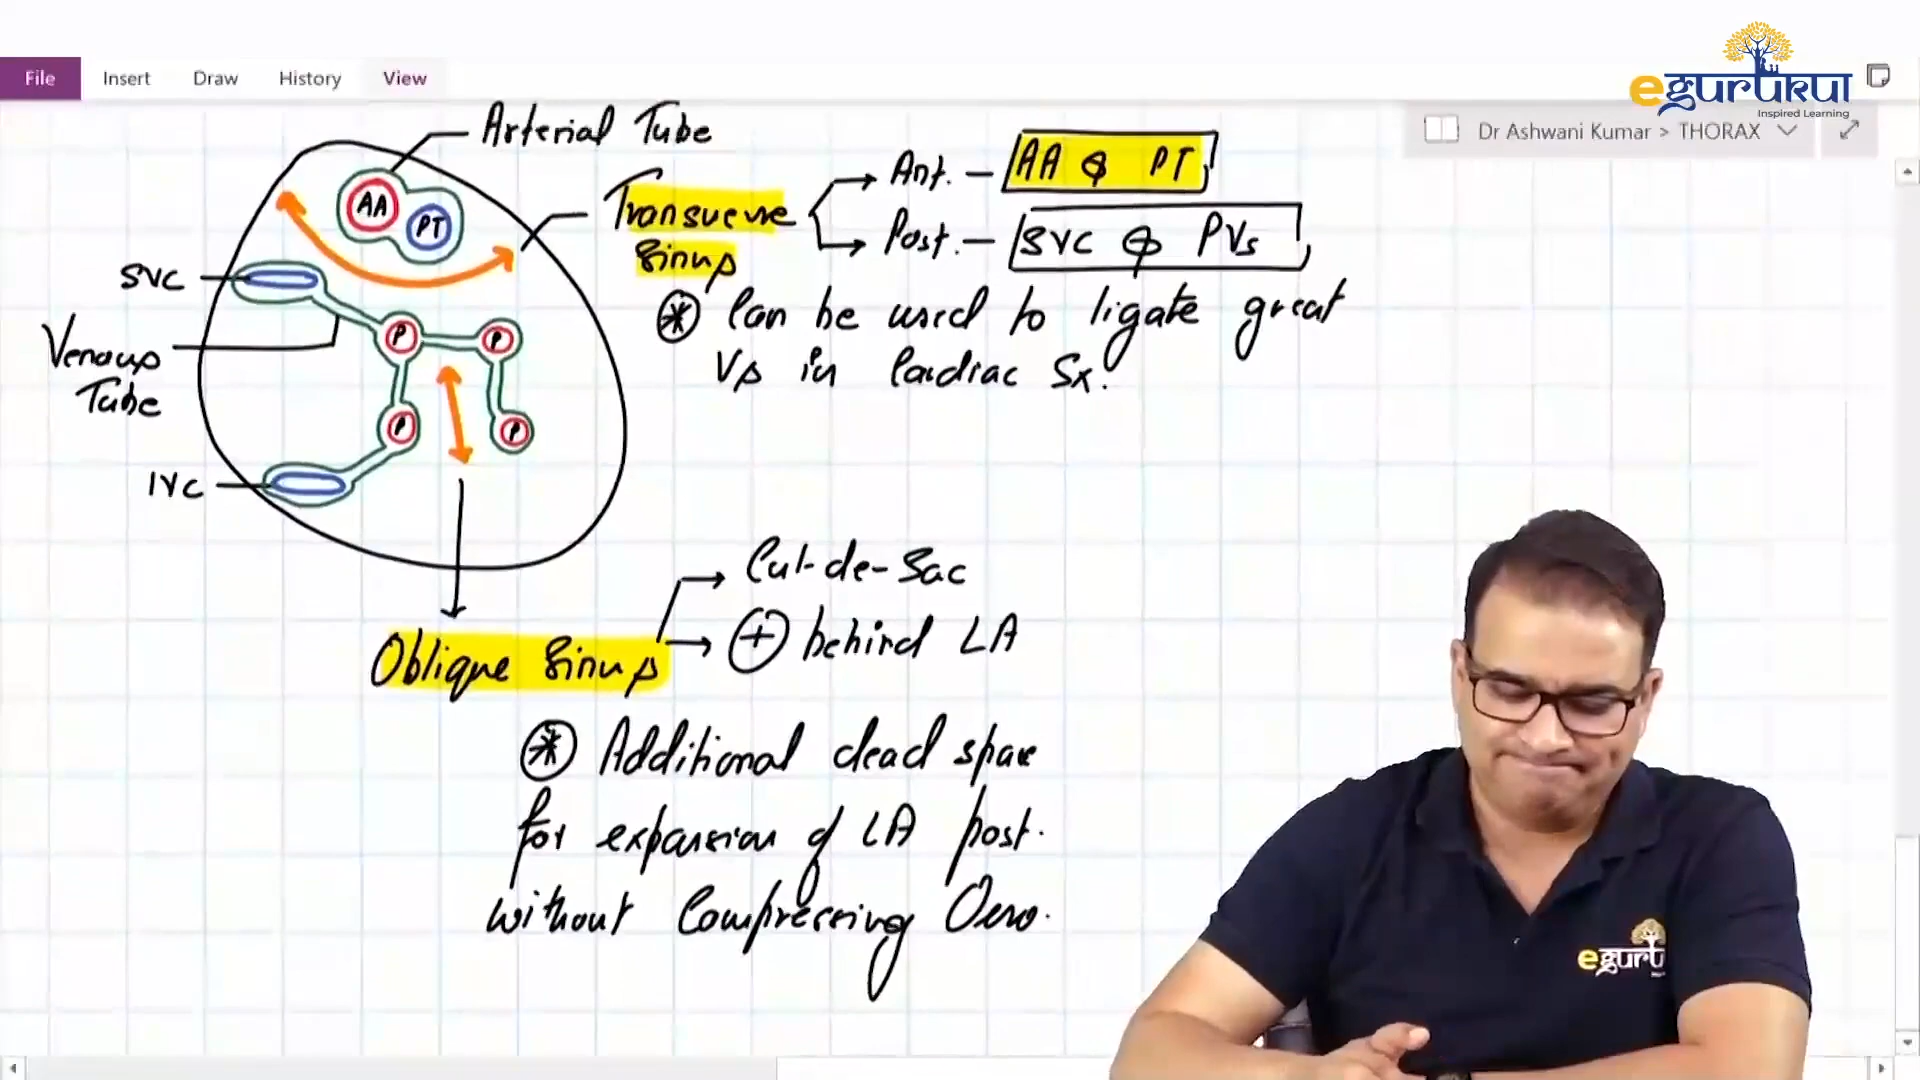 egurukul
Inspired Learning
File Insert Draw History View
Dr Ashwani Kumar > THORAX
Arterial Tube
AA
PT
SVC
Venous
Tube
IVC
P
P
P
P
Transverse
Sinus
Ant. – AA & PT
Post. – SVC & PVs
* Can be used to ligate great
Vs in Cardiac Sx.
Oblique Sinus
Cul-de-Sac
+ behind LA
* Additional dead space
for expansion of LA post.
without Compressing Oeso.
eguru